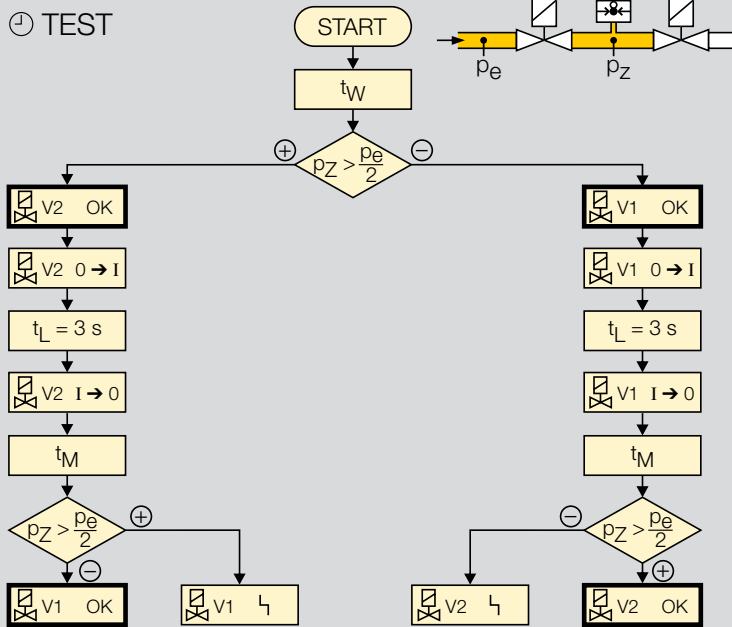 TEST
START
p_e
p_Z
t_W
⊕
p_Z > p_e/2
⊖
V2 OK
V1 OK
V2 0 ➔ I
V1 0 ➔ I
t_L = 3 s
t_L = 3 s
V2 I ➔ 0
V1 I ➔ 0
t_M
t_M
p_Z > p_e/2
⊕
⊖
p_Z > p_e/2
⊖
⊕
V1 OK
V1
V2
V2 OK